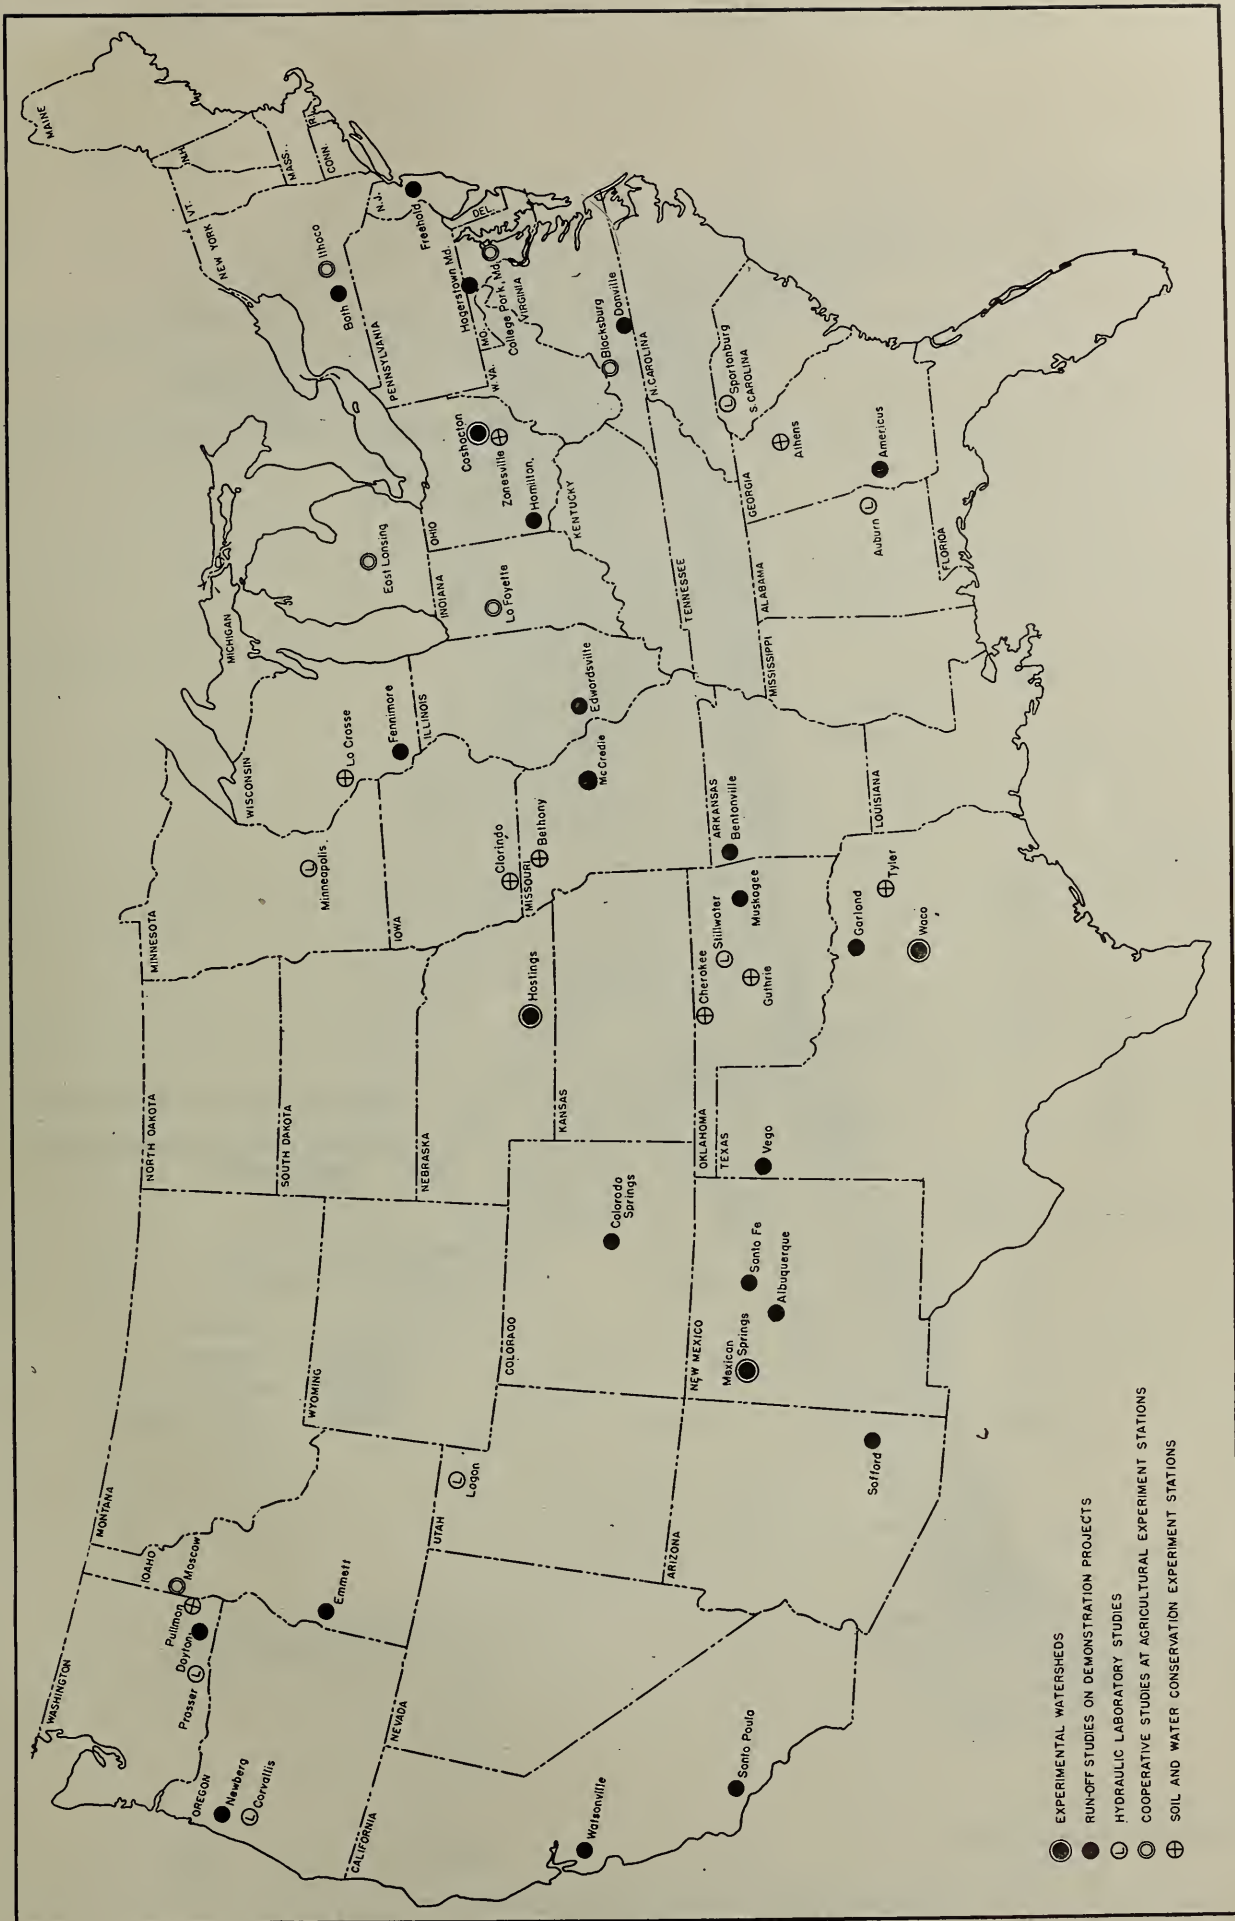 WASHINGTON
MONTANA
NORTH DAKOTA
MINNESOTA
MAINE
VT.
N.H.
NEW YORK
MASS.
CONN.
R.I.
Prosser
L
Dayton
Pullman
IDAHO
Moscow
OREGON
Newberg
L
Corvallis
Emmett
WYOMING
SOUTH DAKOTA
L
Minneapolis
WISCONSIN
La Crosse
Fennimore
MICHIGAN
East Lansing
Bath
Ithaca
PENNSYLVANIA
N.J.
Freehold
CALIFORNIA
NEVADA
UTAH
L
Logan
COLORADO
NEBRASKA
Hastings
IOWA
Clarinda
MISSOURI
Bethany
ILLINOIS
INDIANA
La Fayette
OHIO
Coshocton
Zanesville
Hamilton
W. VA.
MD.
Hagerstown Md.
College Park, Md.
DEL.
VIRGINIA
Watsonville
Colorado
Springs
KANSAS
McCredie
Edwardsville
KENTUCKY
Blacksburg
Danville
ARIZONA
NEW MEXICO
OKLAHOMA
TEXAS
Cherokee
L
Stillwater
Guthrie
Muskogee
ARKANSAS
Bentonville
TENNESSEE
N. CAROLINA
L
Spartanburg
S. CAROLINA
Santa Paula
Mexican
Springs
Santa Fe
Albuquerque
Vega
MISSISSIPPI
ALABAMA
GEORGIA
Athens
Safford
Garland
Tyler
Waco
LOUISIANA
Auburn
L
Americus
FLORIDA
EXPERIMENTAL WATERSHEDS
RUN-OFF STUDIES ON DEMONSTRATION PROJECTS
L HYDRAULIC LABORATORY STUDIES
COOPERATIVE STUDIES AT AGRICULTURAL EXPERIMENT STATIONS
SOIL AND WATER CONSERVATION EXPERIMENT STATIONS